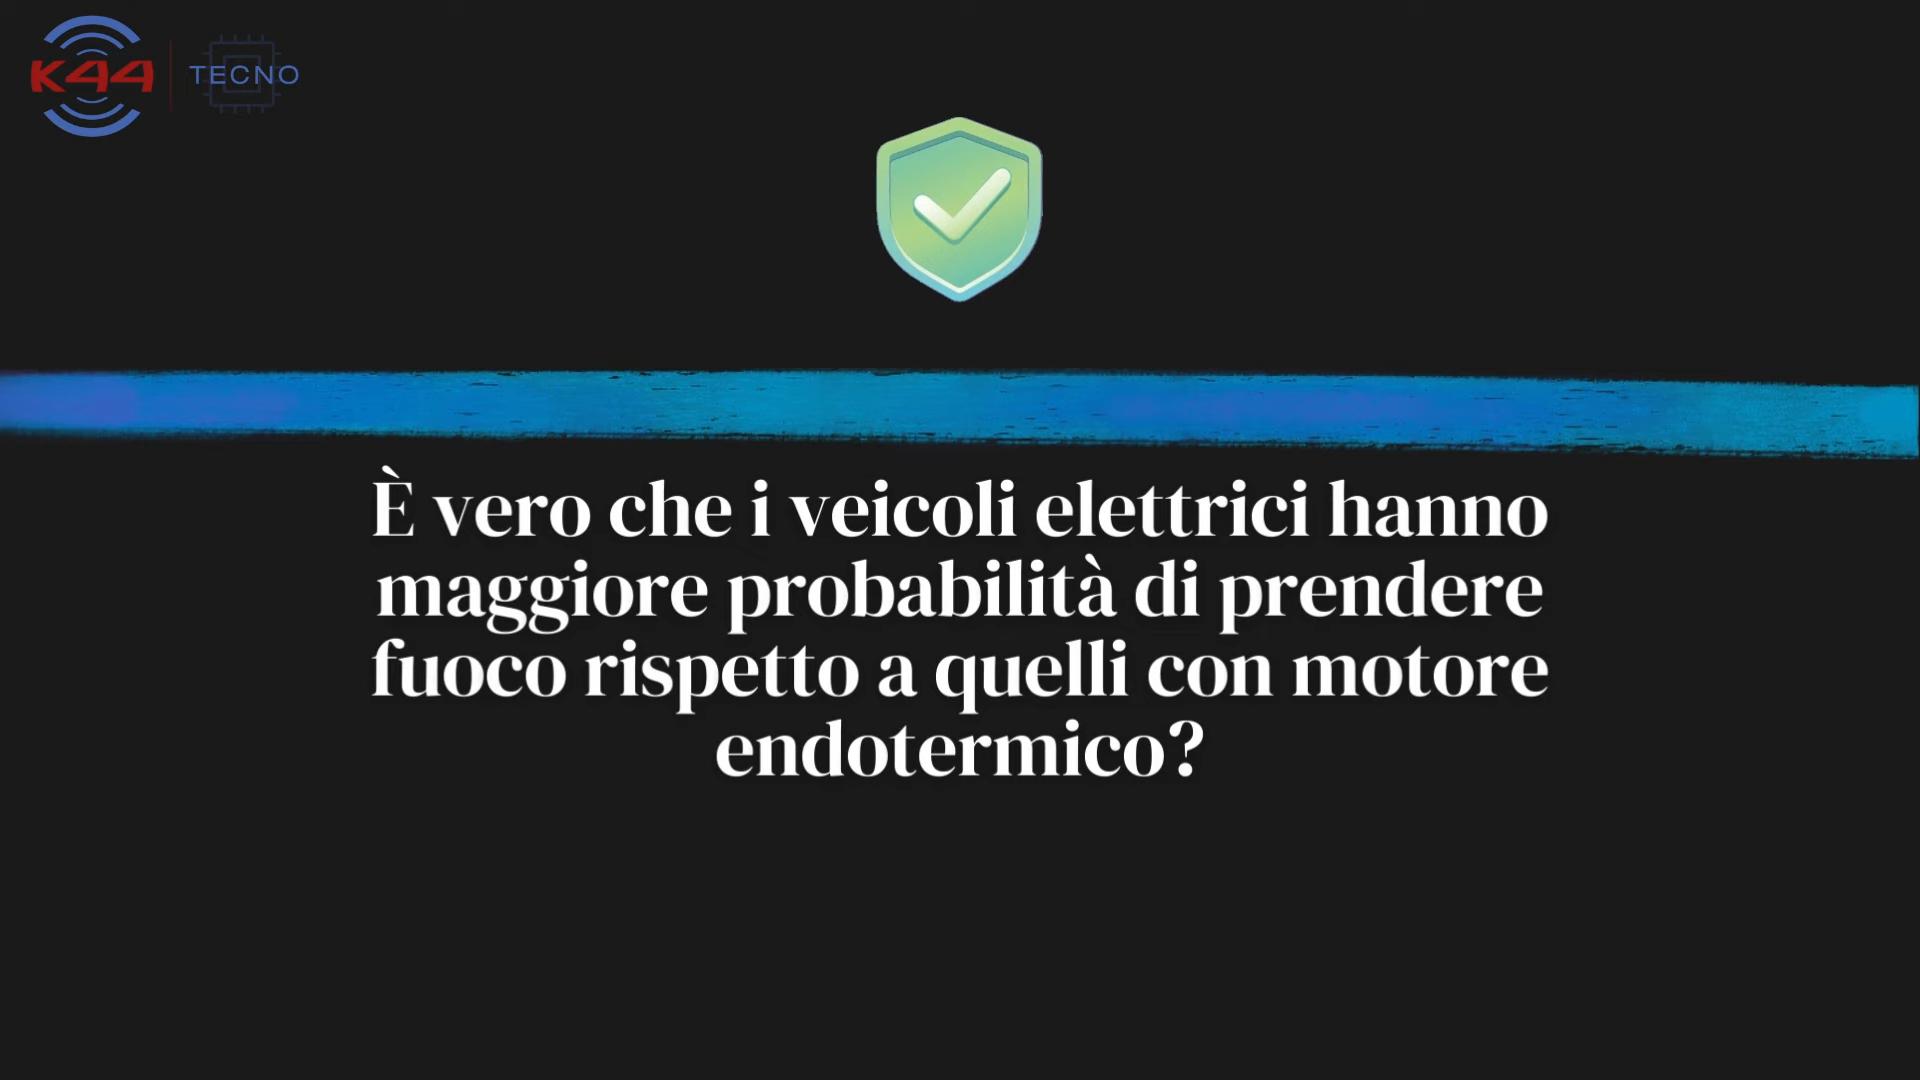 K44
TECNO
È vero che i veicoli elettrici hanno
maggiore probabilità di prendere
fuoco rispetto a quelli con motore
endotermico?